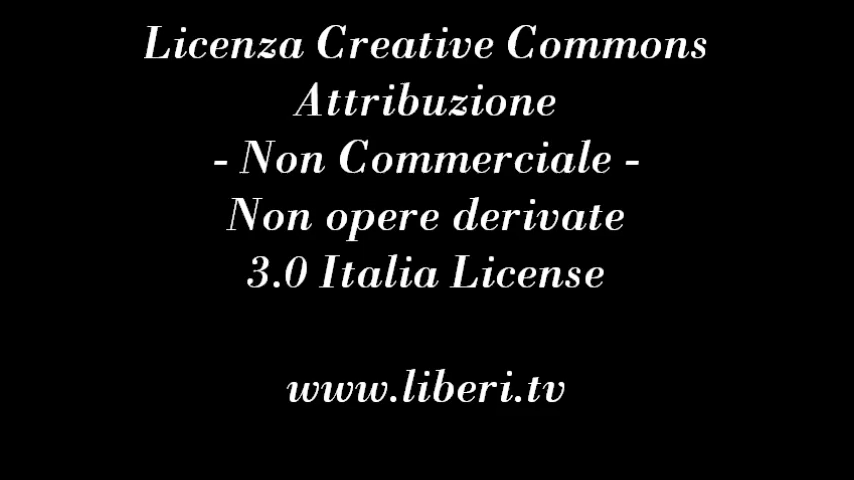 Licenza Creative Commons
Attribuzione
- Non Commerciale -
Non opere derivate
3.0 Italia License
www.liberi.tv